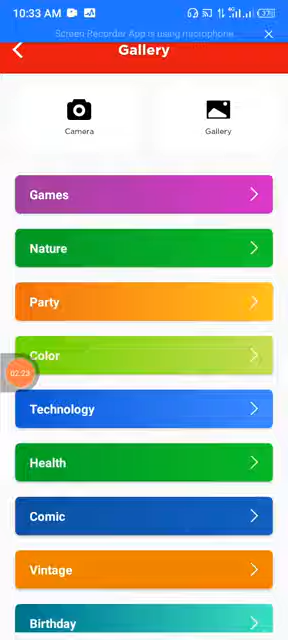 10:33 AM
Screen Recorder App is using microphone
Gallery
Camera
Gallery
Games
Nature
Party
Color
02:23
Technology
Health
Comic
Vintage
Birthday